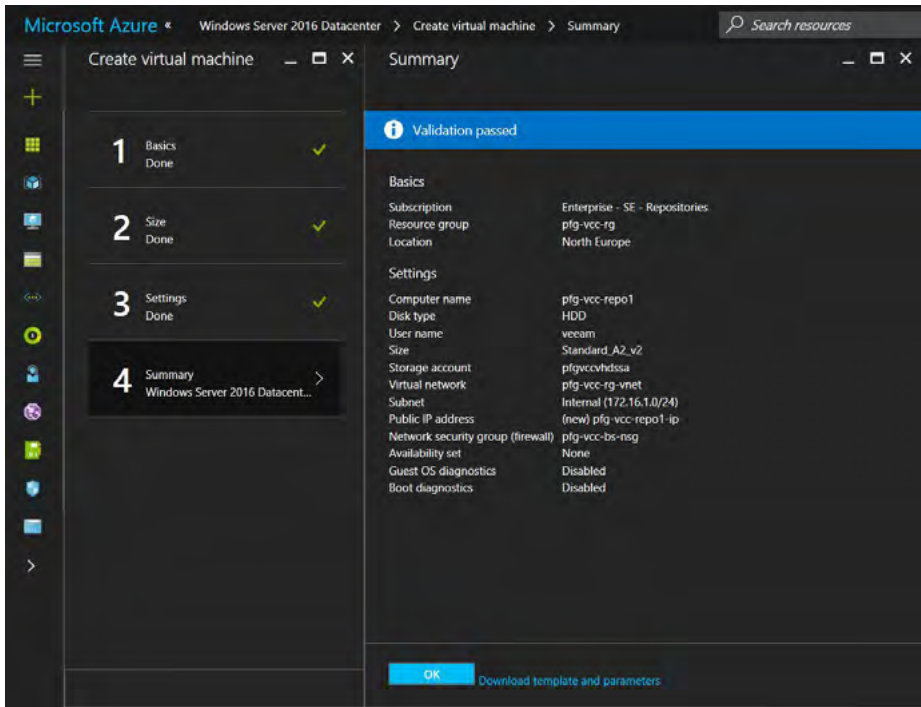 Microsoft Azure « Windows Server 2016 Datacenter > Create virtual machine > Summary Search resources
Create virtual machine
Summary
Validation passed
1 Basics
Done
2 Size
Done
3 Settings
Done
4 Summary
Windows Server 2016 Datacent...
Basics
Subscription Enterprise - SE - Repositories
Resource group pfg-vcc-rg
Location North Europe
Settings
Computer name pfg-vcc-repo1
Disk type HDD
User name veeam
Size Standard_A2_v2
Storage account pfgvccvhdssa
Virtual network pfg-vcc-rg-vnet
Subnet Internal (172.16.1.0/24)
Public IP address (new) pfg-vcc-repo1-ip
Network security group (firewall) pfg-vcc-bs-nsg
Availability set None
Guest OS diagnostics Disabled
Boot diagnostics Disabled
OK Download template and parameters